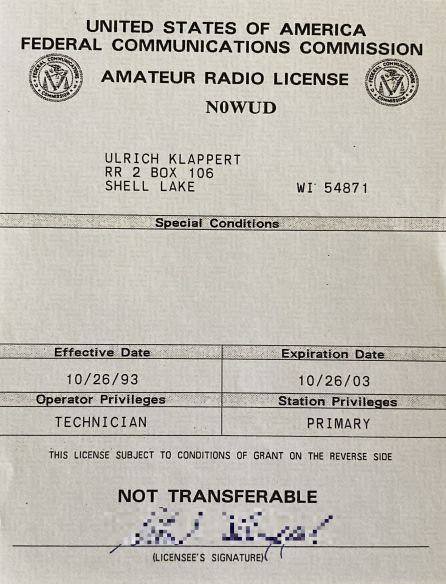 UNITED STATES OF AMERICA
FEDERAL COMMUNICATIONS COMMISSION
AMATEUR RADIO LICENSE
N0WUD
ULRICH KLAPPERT
RR 2 BOX 106
SHELL LAKE WI 54871
Special Conditions
Effective Date Expiration Date
10/26/93 10/26/03
Operator Privileges Station Privileges
TECHNICIAN PRIMARY
THIS LICENSE SUBJECT TO CONDITIONS OF GRANT ON THE REVERSE SIDE
NOT TRANSFERABLE
(LICENSEE'S SIGNATURE)